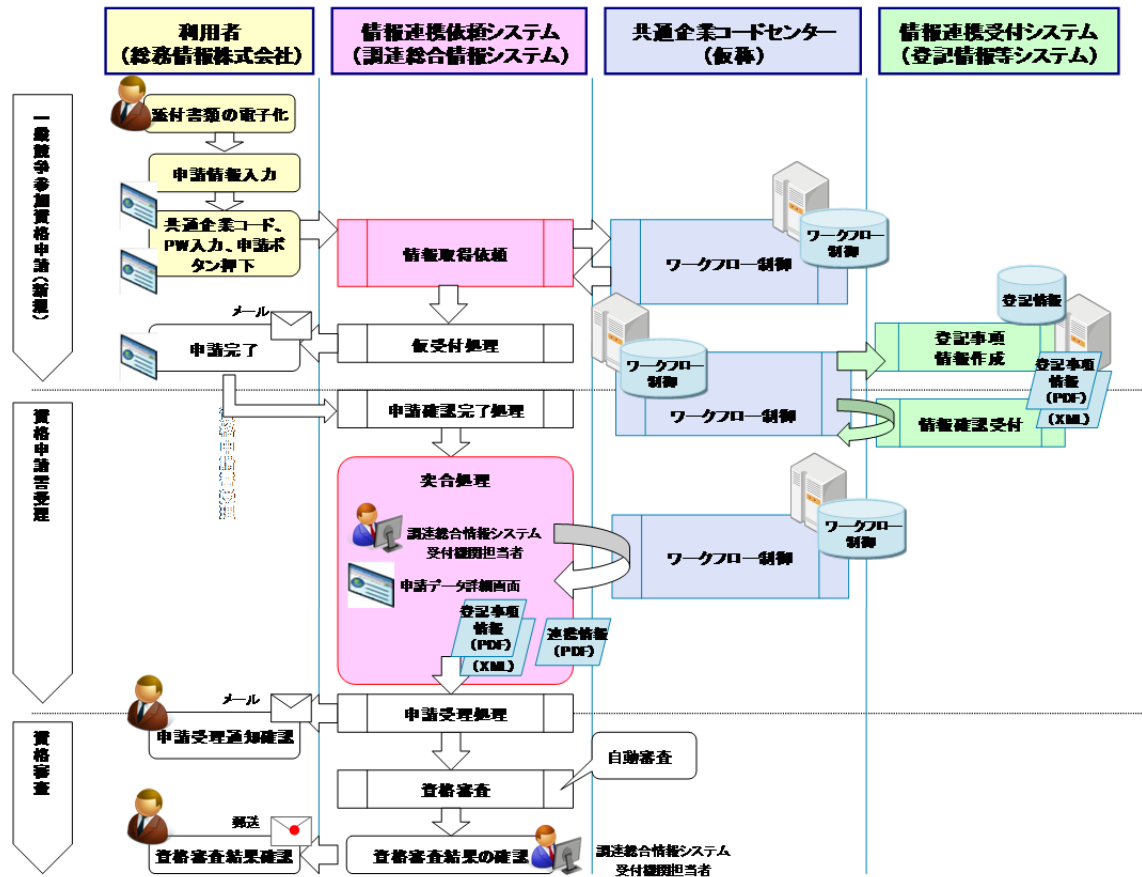 利用者
(総務情報株式会社)
情報連携依頼システム
(調達総合情報システム)
共通企業コードセンター
(仮称)
情報連携受付システム
(登記情報等システム)
一般競争参加資格申請(新規)
添付書類の電子化
申請情報入力
共通企業コード、
PW入力、申請ボ
タン押下
情報取得依頼
ワークフロー制御
ワークフロー
制御
登記情報
メール
申請完了
仮受付処理
ワークフロー
制御
登記事項
情報作成
登記事項
情報
(PDF)
(XML)
申請確認完了処理
ワークフロー制御
情報確認受付
資格申請書受理
突合処理
調達総合情報システム
受付機関担当者
申請データ詳細画面
ワークフロー制御
ワークフロー
制御
登記事項
情報
(PDF)
(XML)
連携情報
(PDF)
メール
申請受理処理
申請受理通知確認
資格審査
自動審査
資格審査
郵送
資格審査結果確認
資格審査結果の確認
調達総合情報システム
受付機関担当者